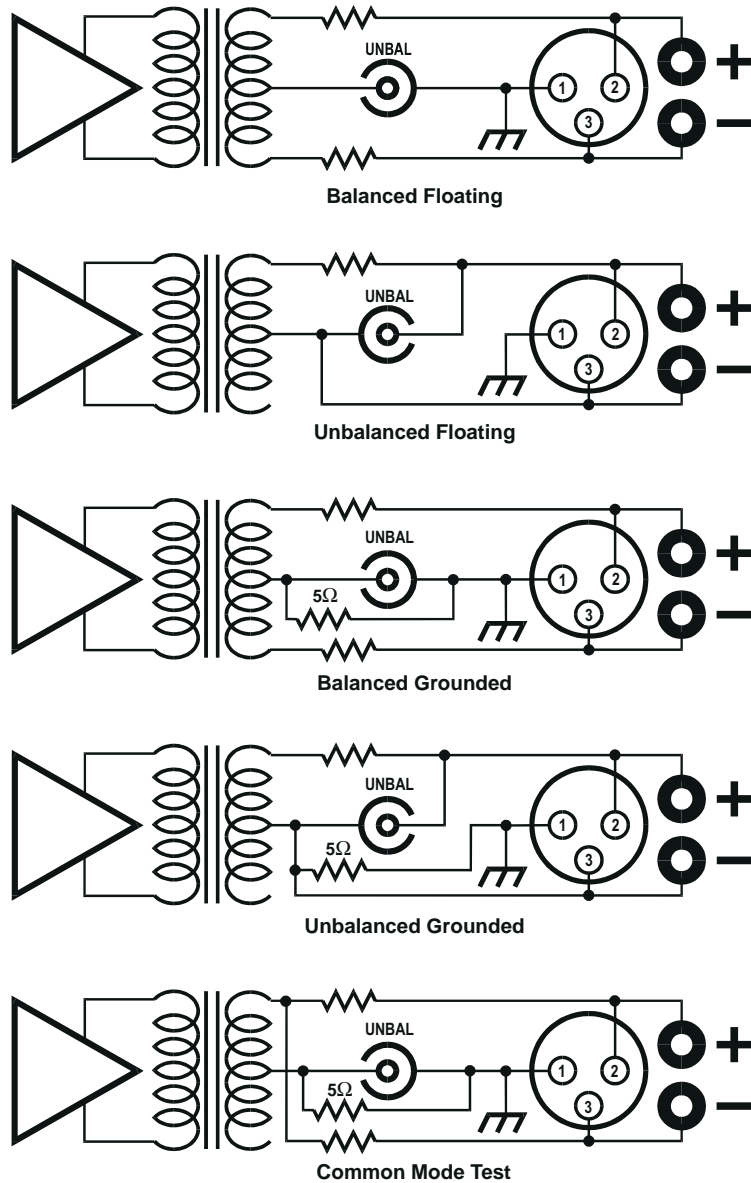 UNBAL
1 2 +
3 −
Balanced Floating
UNBAL
1 2 +
3 −
Unbalanced Floating
UNBAL
1 2 +
5Ω 3 −
Balanced Grounded
UNBAL
1 2 +
5Ω 3 −
Unbalanced Grounded
UNBAL
1 2 +
5Ω 3 −
Common Mode Test